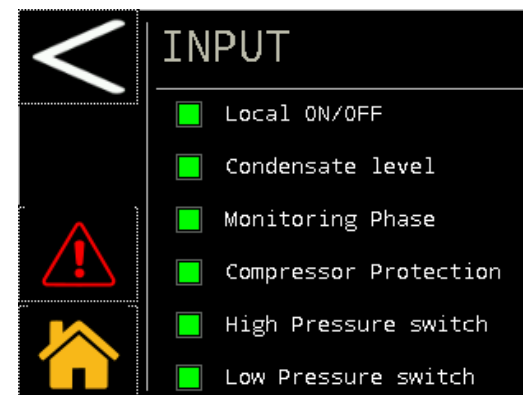 INPUT
Local ON/OFF
Condensate level
Monitoring Phase
Compressor Protection
High Pressure switch
Low Pressure switch